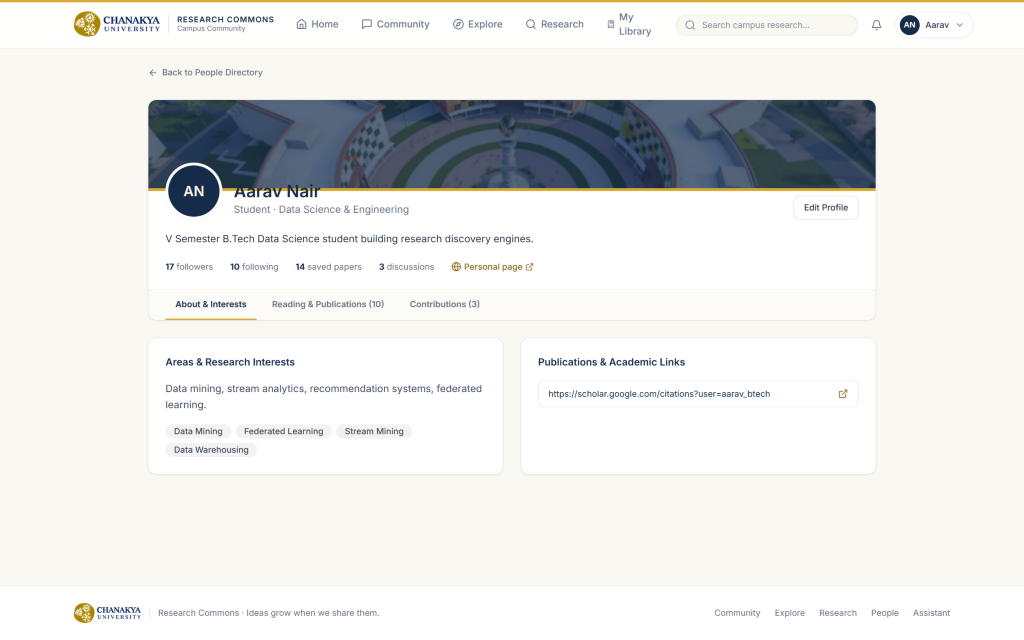 CHANAKYA
UNIVERSITY
RESEARCH COMMONS
Campus Community
Home
Community
Explore
Research
My
Library
Search campus research...
AN
Aarav
Back to People Directory
AN
Aarav Nair
Student · Data Science & Engineering
Edit Profile
V Semester B.Tech Data Science student building research discovery engines.
17 followers
10 following
14 saved papers
3 discussions
Personal page
About & Interests
Reading & Publications (10)
Contributions (3)
Areas & Research Interests
Data mining, stream analytics, recommendation systems, federated
learning.
Data Mining
Federated Learning
Stream Mining
Data Warehousing
Publications & Academic Links
https://scholar.google.com/citations?user=aarav_btech
CHANAKYA
UNIVERSITY
Research Commons · Ideas grow when we share them.
Community
Explore
Research
People
Assistant